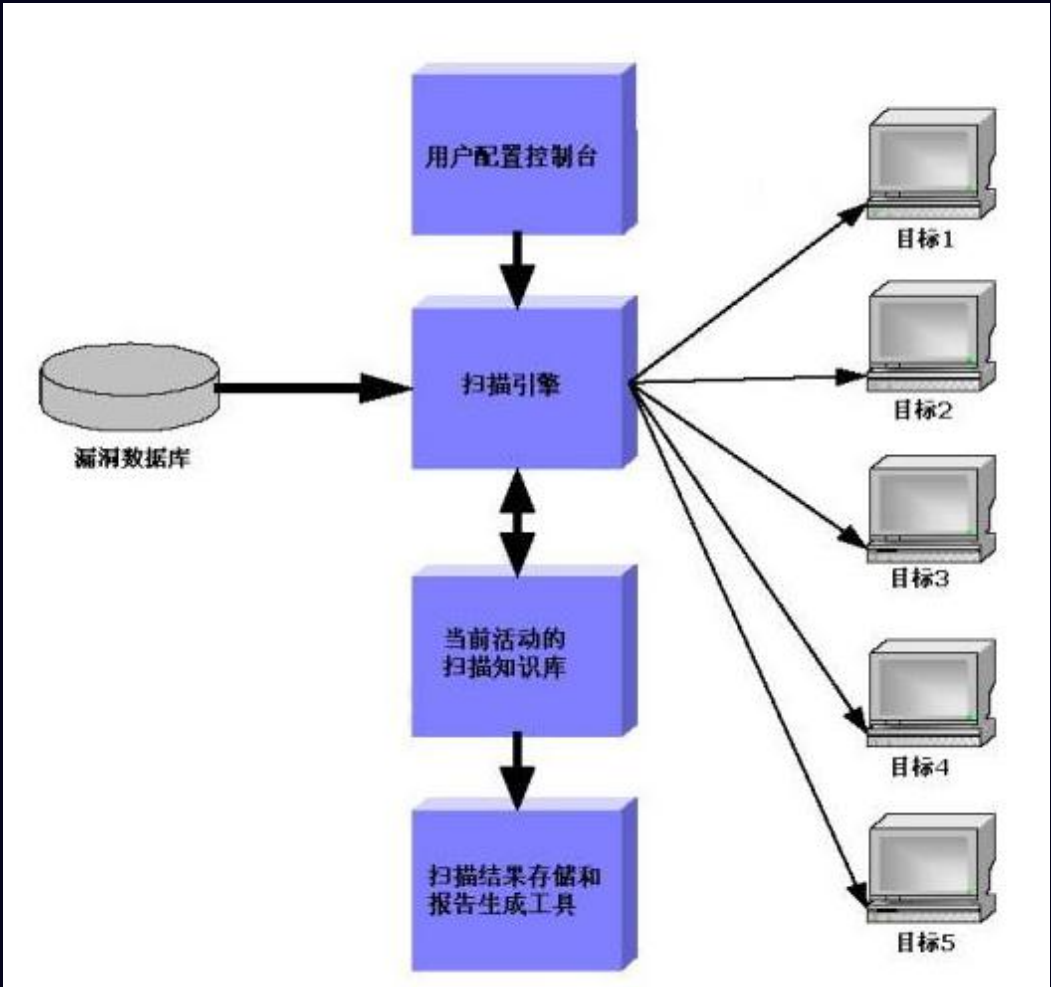 用户配置控制台
目标1
扫描引擎
目标2
漏洞数据库
目标3
当前活动的
扫描知识库
目标4
扫描结果存储和
报告生成工具
目标5